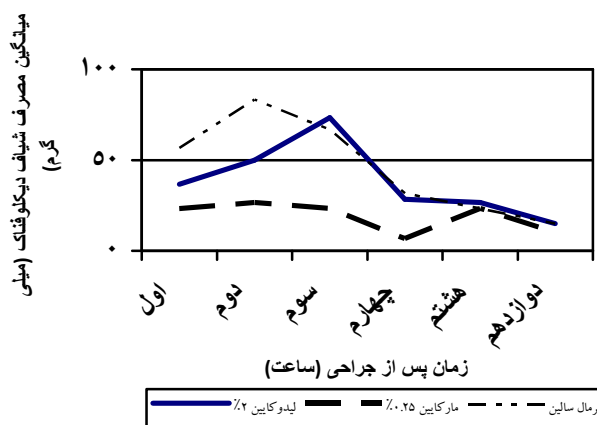 میانگین مصرف شیاف دیکلوفناک (میلی
گرم)
۱۰۰
۵۰
۰
اول
دوم
سوم
چهارم
هشتم
دوازدهم
زمان پس از جراحی (ساعت)
لیدوکایین ۲٪
مارکایین ۰.۲۵٪
رمال سالین